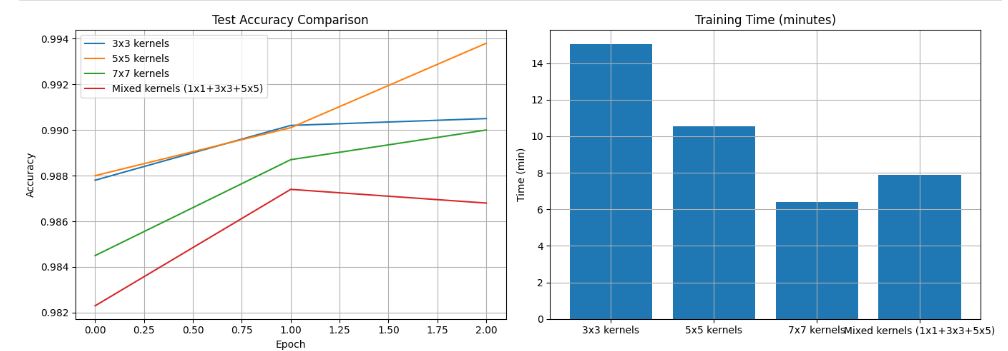 Test Accuracy Comparison
0.994
0.992
0.990
0.988
0.986
0.984
0.982
Accuracy
3x3 kernels
5x5 kernels
7x7 kernels
Mixed kernels (1x1+3x3+5x5)
0.00 0.25 0.50 0.75 1.00 1.25 1.50 1.75 2.00
Epoch
Training Time (minutes)
14
12
10
8
6
4
2
0
Time (min)
3x3 kernels 5x5 kernels 7x7 kernels Mixed kernels (1x1+3x3+5x5)